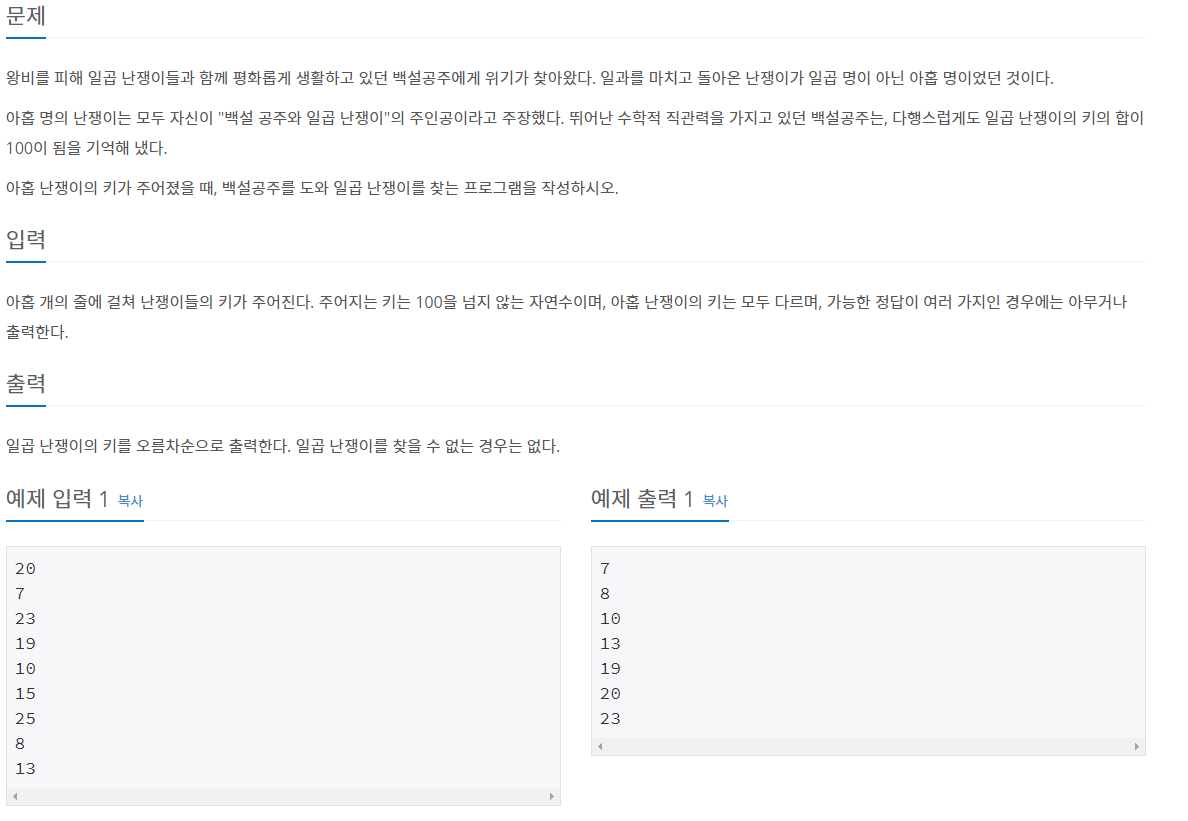 문제
왕비를 피해 일곱 난쟁이들과 함께 평화롭게 생활하고 있던 백설공주에게 위기가 찾아왔다. 일과를 마치고 돌아온 난쟁이가 일곱 명이 아닌 아홉 명이었던 것이다.
아홉 명의 난쟁이는 모두 자신이 "백설 공주와 일곱 난쟁이"의 주인공이라고 주장했다. 뛰어난 수학적 직관력을 가지고 있던 백설공주는, 다행스럽게도 일곱 난쟁이의 키의 합이
100이 됨을 기억해 냈다.
아홉 난쟁이의 키가 주어졌을 때, 백설공주를 도와 일곱 난쟁이를 찾는 프로그램을 작성하시오.
입력
아홉 개의 줄에 걸쳐 난쟁이들의 키가 주어진다. 주어지는 키는 100을 넘지 않는 자연수이며, 아홉 난쟁이의 키는 모두 다르며, 가능한 정답이 여러 가지인 경우에는 아무거나
출력한다.
출력
일곱 난쟁이의 키를 오름차순으로 출력한다. 일곱 난쟁이를 찾을 수 없는 경우는 없다.
예제 입력 1 복사
20
7
23
19
10
15
25
8
13
예제 출력 1 복사
7
8
10
13
19
20
23